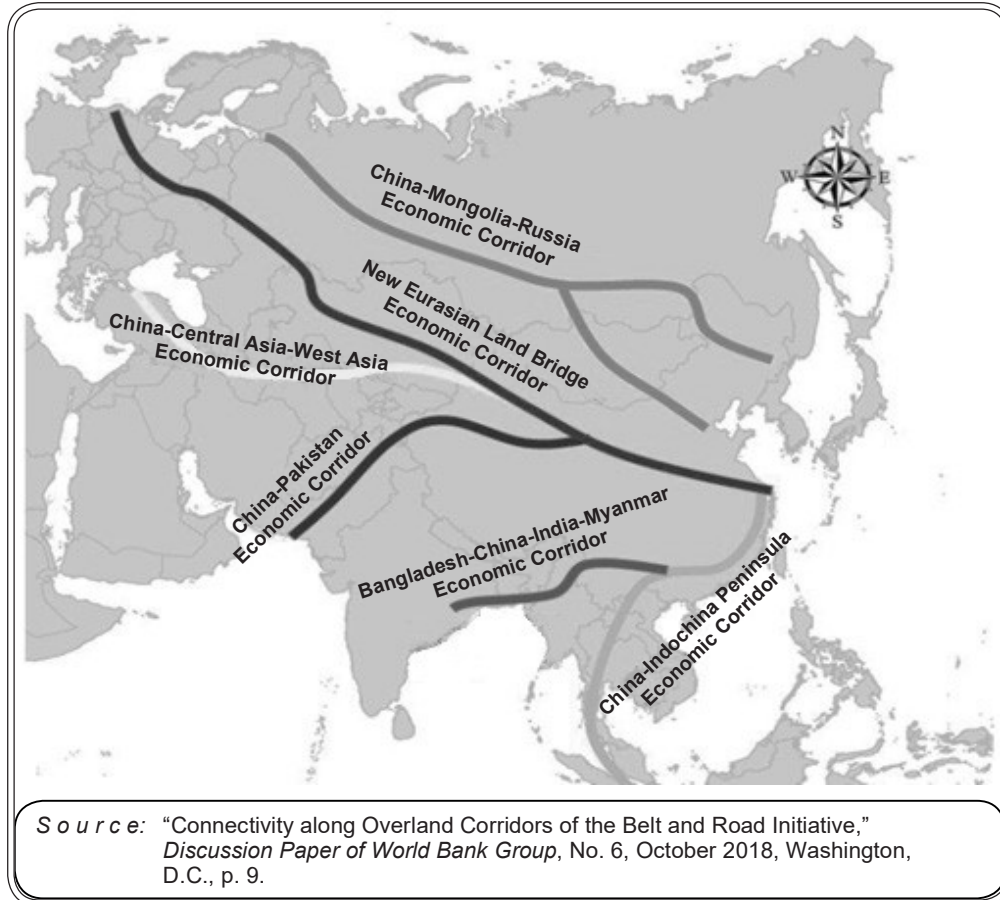 N
W E
S
China-Mongolia-Russia
Economic Corridor
New Eurasian Land Bridge
Economic Corridor
China-Central Asia-West Asia
Economic Corridor
China-Pakistan
Economic Corridor
Bangladesh-China-India-Myanmar
Economic Corridor
China-Indochina Peninsula
Economic Corridor
Source: “Connectivity along Overland Corridors of the Belt and Road Initiative,”
Discussion Paper of World Bank Group, No. 6, October 2018, Washington,
D.C., p. 9.